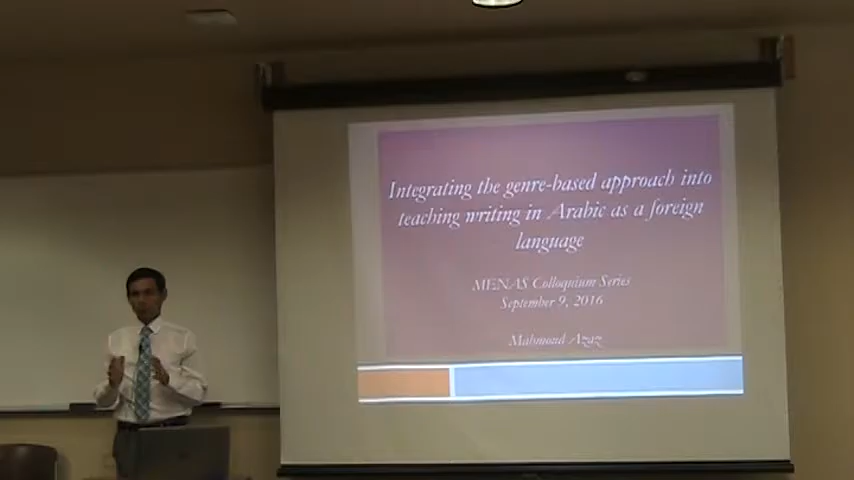 Integrating the genre-based approach into
teaching writing in Arabic as a foreign
language
MENAS Colloquium Series
September 9, 2016
Mahmoud Azaz